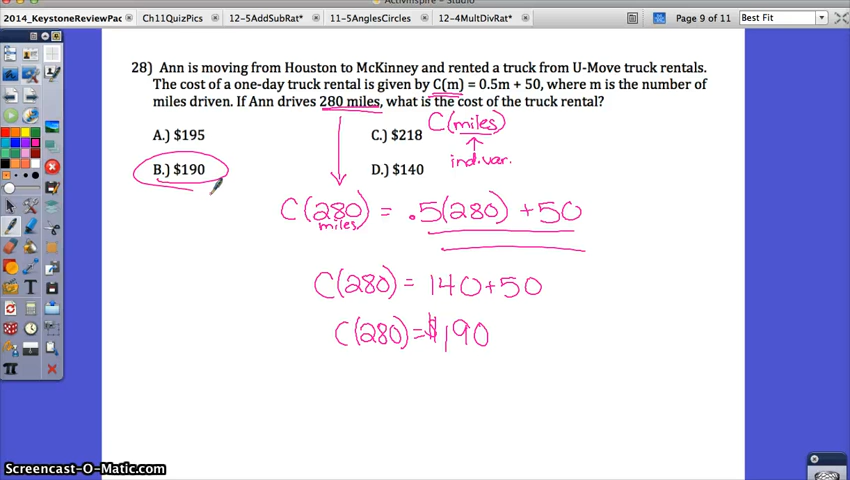 ActivInspire - Studio
2014_KeystoneReviewPac Ch11QuizPics 12-5AddSubRat* 11-5AnglesCircles 12-4MultDivRat* Page 9 of 11 Best Fit
28) Ann is moving from Houston to McKinney and rented a truck from U-Move truck rentals.
The cost of a one-day truck rental is given by C(m) = 0.5m + 50, where m is the number of
miles driven. If Ann drives 280 miles, what is the cost of the truck rental?
C(miles)
A.) $195 C.) $218
ind.var.
B.) $190 D.) $140
C(280) = .5(280) + 50
miles
C(280) = 140+50
C(280)=$190
Screencast-O-Matic.com